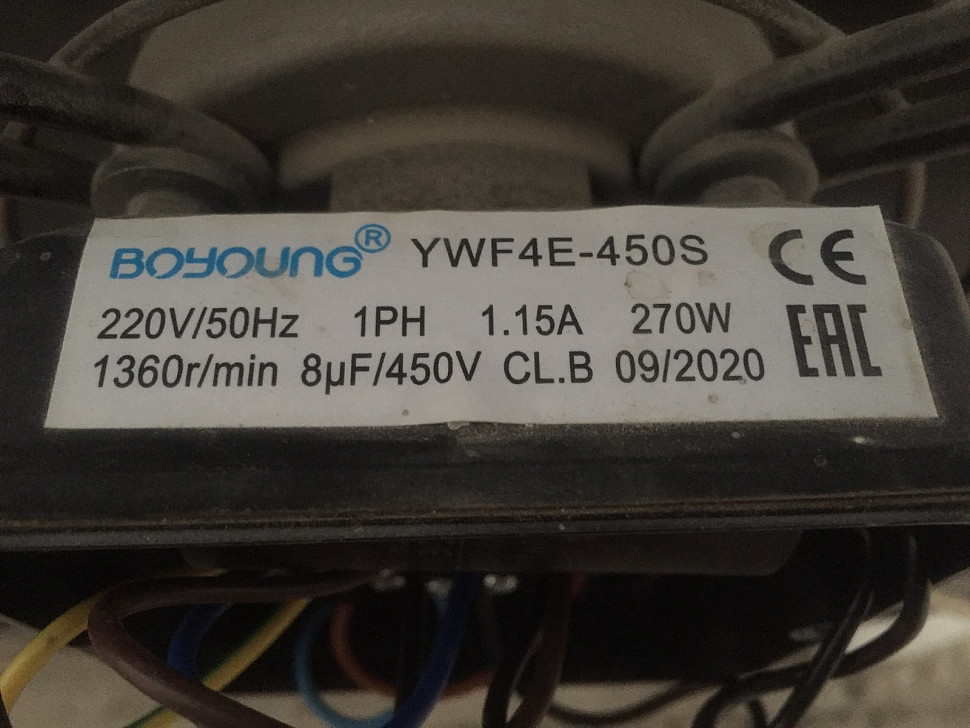 BOYOUNG® YWF4E-450S CE
220V/50Hz 1PH 1.15A 270W EAC
1360r/min 8µF/450V CL.B 09/2020